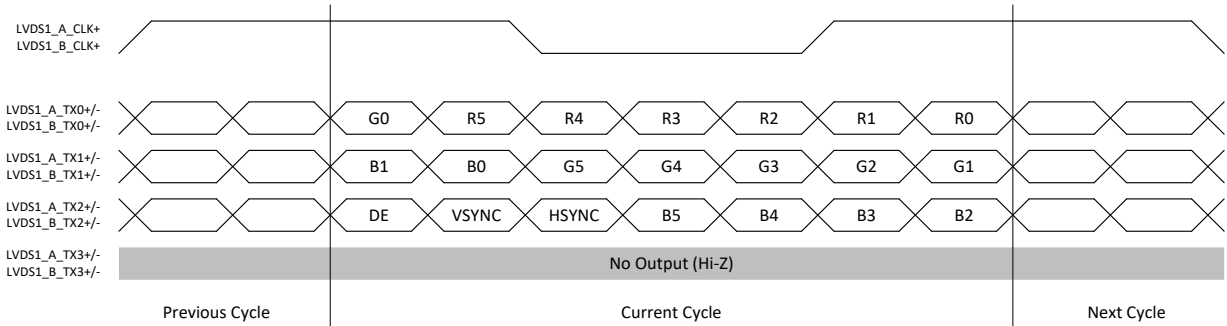 LVDS1_A_CLK+
LVDS1_B_CLK+
LVDS1_A_TX0+/-
LVDS1_B_TX0+/-
G0 R5 R4 R3 R2 R1 R0
LVDS1_A_TX1+/-
LVDS1_B_TX1+/-
B1 B0 G5 G4 G3 G2 G1
LVDS1_A_TX2+/-
LVDS1_B_TX2+/-
DE VSYNC HSYNC B5 B4 B3 B2
LVDS1_A_TX3+/-
LVDS1_B_TX3+/-
No Output (Hi-Z)
Previous Cycle Current Cycle Next Cycle